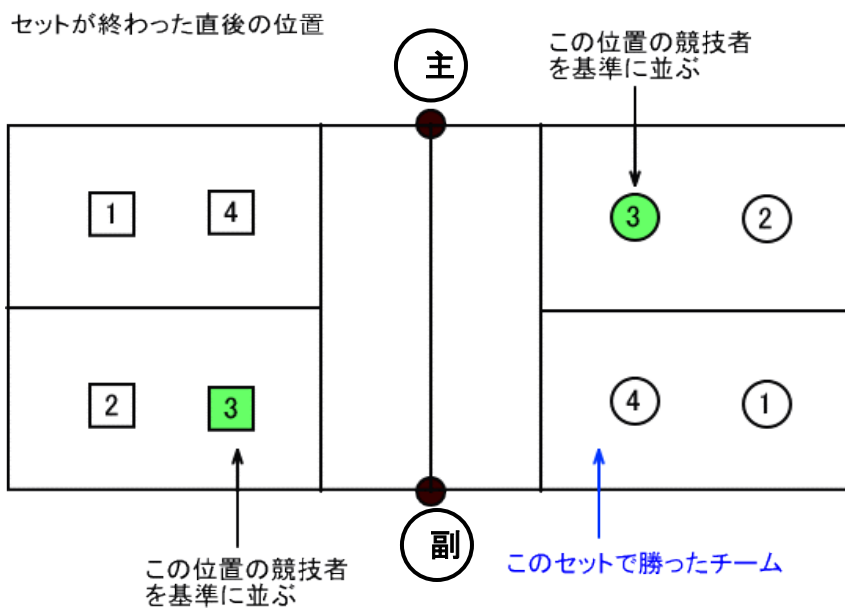 セットが終わった直後の位置
主
この位置の競技者
を基準に並ぶ
1
4
3
2
2
3
4
1
副
この位置の競技者
を基準に並ぶ
このセットで勝ったチーム